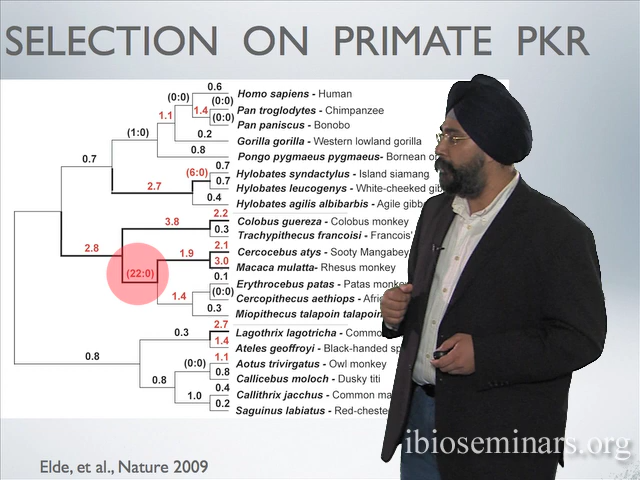 SELECTION ON PRIMATE PKR
0.6
(0:0)
(0:0)
Homo sapiens - Human
1.1
1.4
Pan troglodytes - Chimpanzee
(0:0)
Pan paniscus - Bonobo
(1:0)
0.2
Gorilla gorilla - Western lowland gorilla
0.8
Pongo pygmaeus pygmaeus- Bornean
0.7
(6:0)
0.7
Hylobates syndactylus - Island siamang
2.7
0.7
Hylobates leucogenys - White-cheeked
0.4
Hylobates agilis albibarbis - Agile
3.8
2.2
Colobus guereza - Colobus monkey
0.3
Trachypithecus francoisi - Francois'
2.8
1.9
2.1
Cercocebus atys - Sooty Mangabey
(22:0)
3.0
Macaca mulatta- Rhesus monkey
0.1
Erythrocebus patas - Patas
1.4
(0:0)
Cercopithecus aethiops -
0.3
Miopithecus talapoin talapoin
0.3
2.7
Lagothrix lagotricha -
1.4
Ateles geoffroyi - Black-handed
0.8
(0:0)
1.1
Aotus trivirgatus - Owl monkey
0.8
0.8
Callicebus moloch - Dusky titi
1.0
0.4
Callithrix jacchus - Common
0.2
Saguinus labiatus -
ibioseminars.org
Elde, et al., Nature 2009